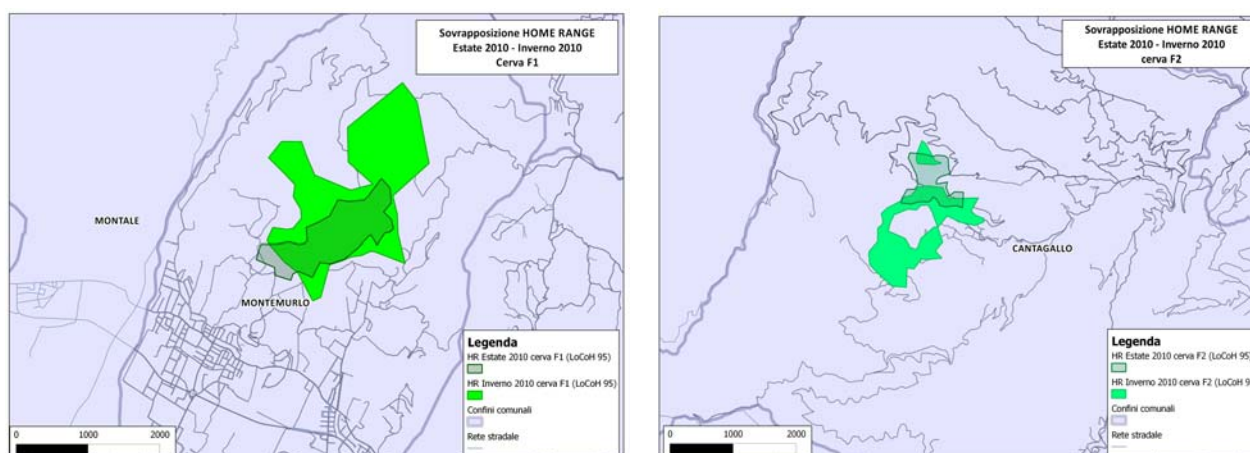 Sovrapposizione HOME RANGE
Estate 2010 - Inverno 2010
Cerva F1
MONTALE
MONTEMURLO
Legenda
HR Estate 2010 cerva F1 (LoCoH 95)
HR Inverno 2010 cerva F1 (LoCoH 95)
Confini comunali
Rete stradale
0 1000 2000
Sovrapposizione HOME RANGE
Estate 2010 - Inverno 2010
cerva F2
CANTAGALLO
Legenda
HR Estate 2010 cerva F2 (LoCoH 95)
HR Inverno 2010 cerva F2 (LoCoH 9
Confini comunali
Rete stradale
0 1000 2000